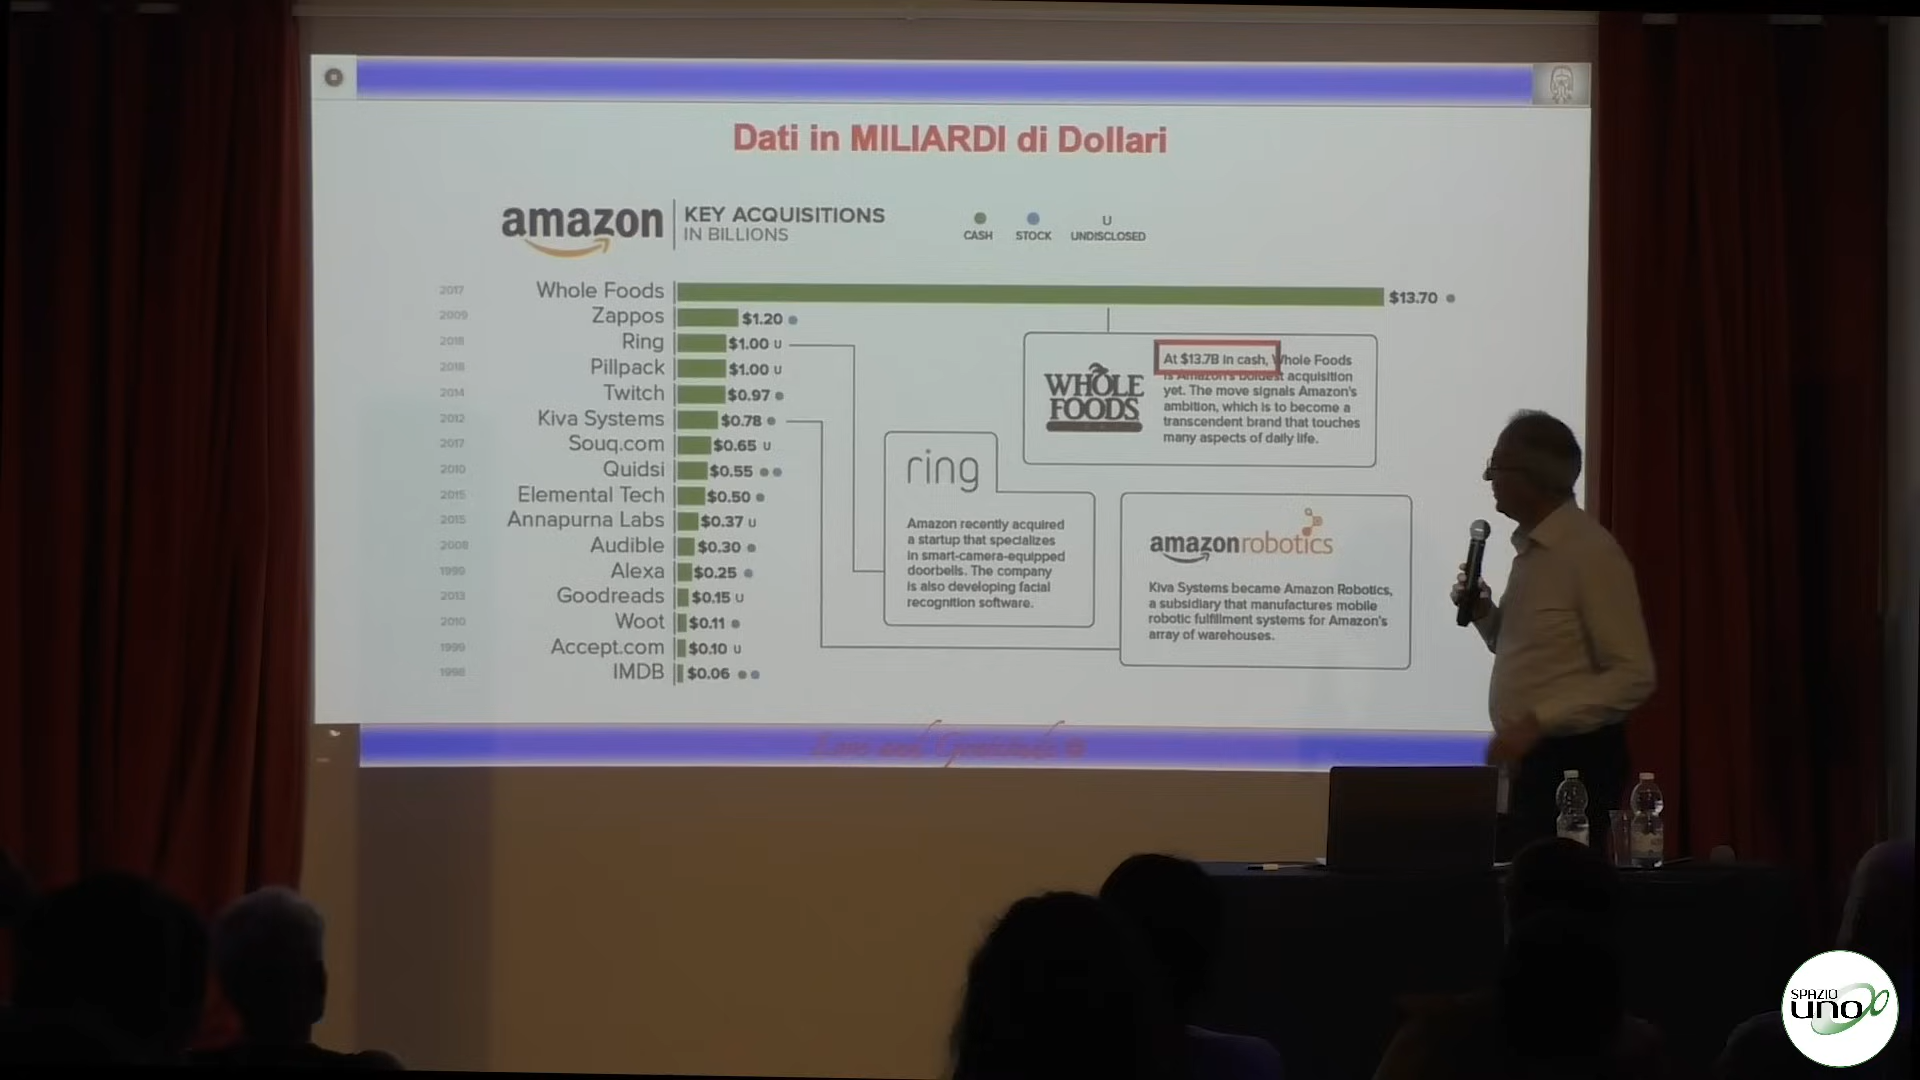 Dati in MILIARDI di Dollari
amazon
KEY ACQUISITIONS
IN BILLIONS
CASH
STOCK
U
UNDISCLOSED
2017 Whole Foods $13.70
2009 Zappos $1.20
2018 Ring $1.00 U
2018 Pillpack $1.00 U
2014 Twitch $0.97
2012 Kiva Systems $0.78
2017 Souq.com $0.65 U
2010 Quidsi $0.55
2015 Elemental Tech $0.50
2015 Annapurna Labs $0.37 U
2008 Audible $0.30
1999 Alexa $0.25
2013 Goodreads $0.15 U
2010 Woot $0.11
1999 Accept.com $0.10 U
1998 IMDB $0.06
WHOLE
FOODS
At $13.7B in cash, Whole Foods
is Amazon's boldest acquisition
yet. The move signals Amazon's
ambition, which is to become a
transcendent brand that touches
many aspects of daily life.
ring
Amazon recently acquired
a startup that specializes
in smart-camera-equipped
doorbells. The company
is also developing facial
recognition software.
amazonrobotics
Kiva Systems became Amazon Robotics,
a subsidiary that manufactures mobile
robotic fulfillment systems for Amazon's
array of warehouses.
Love and Gratitude
SPAZIO
uno